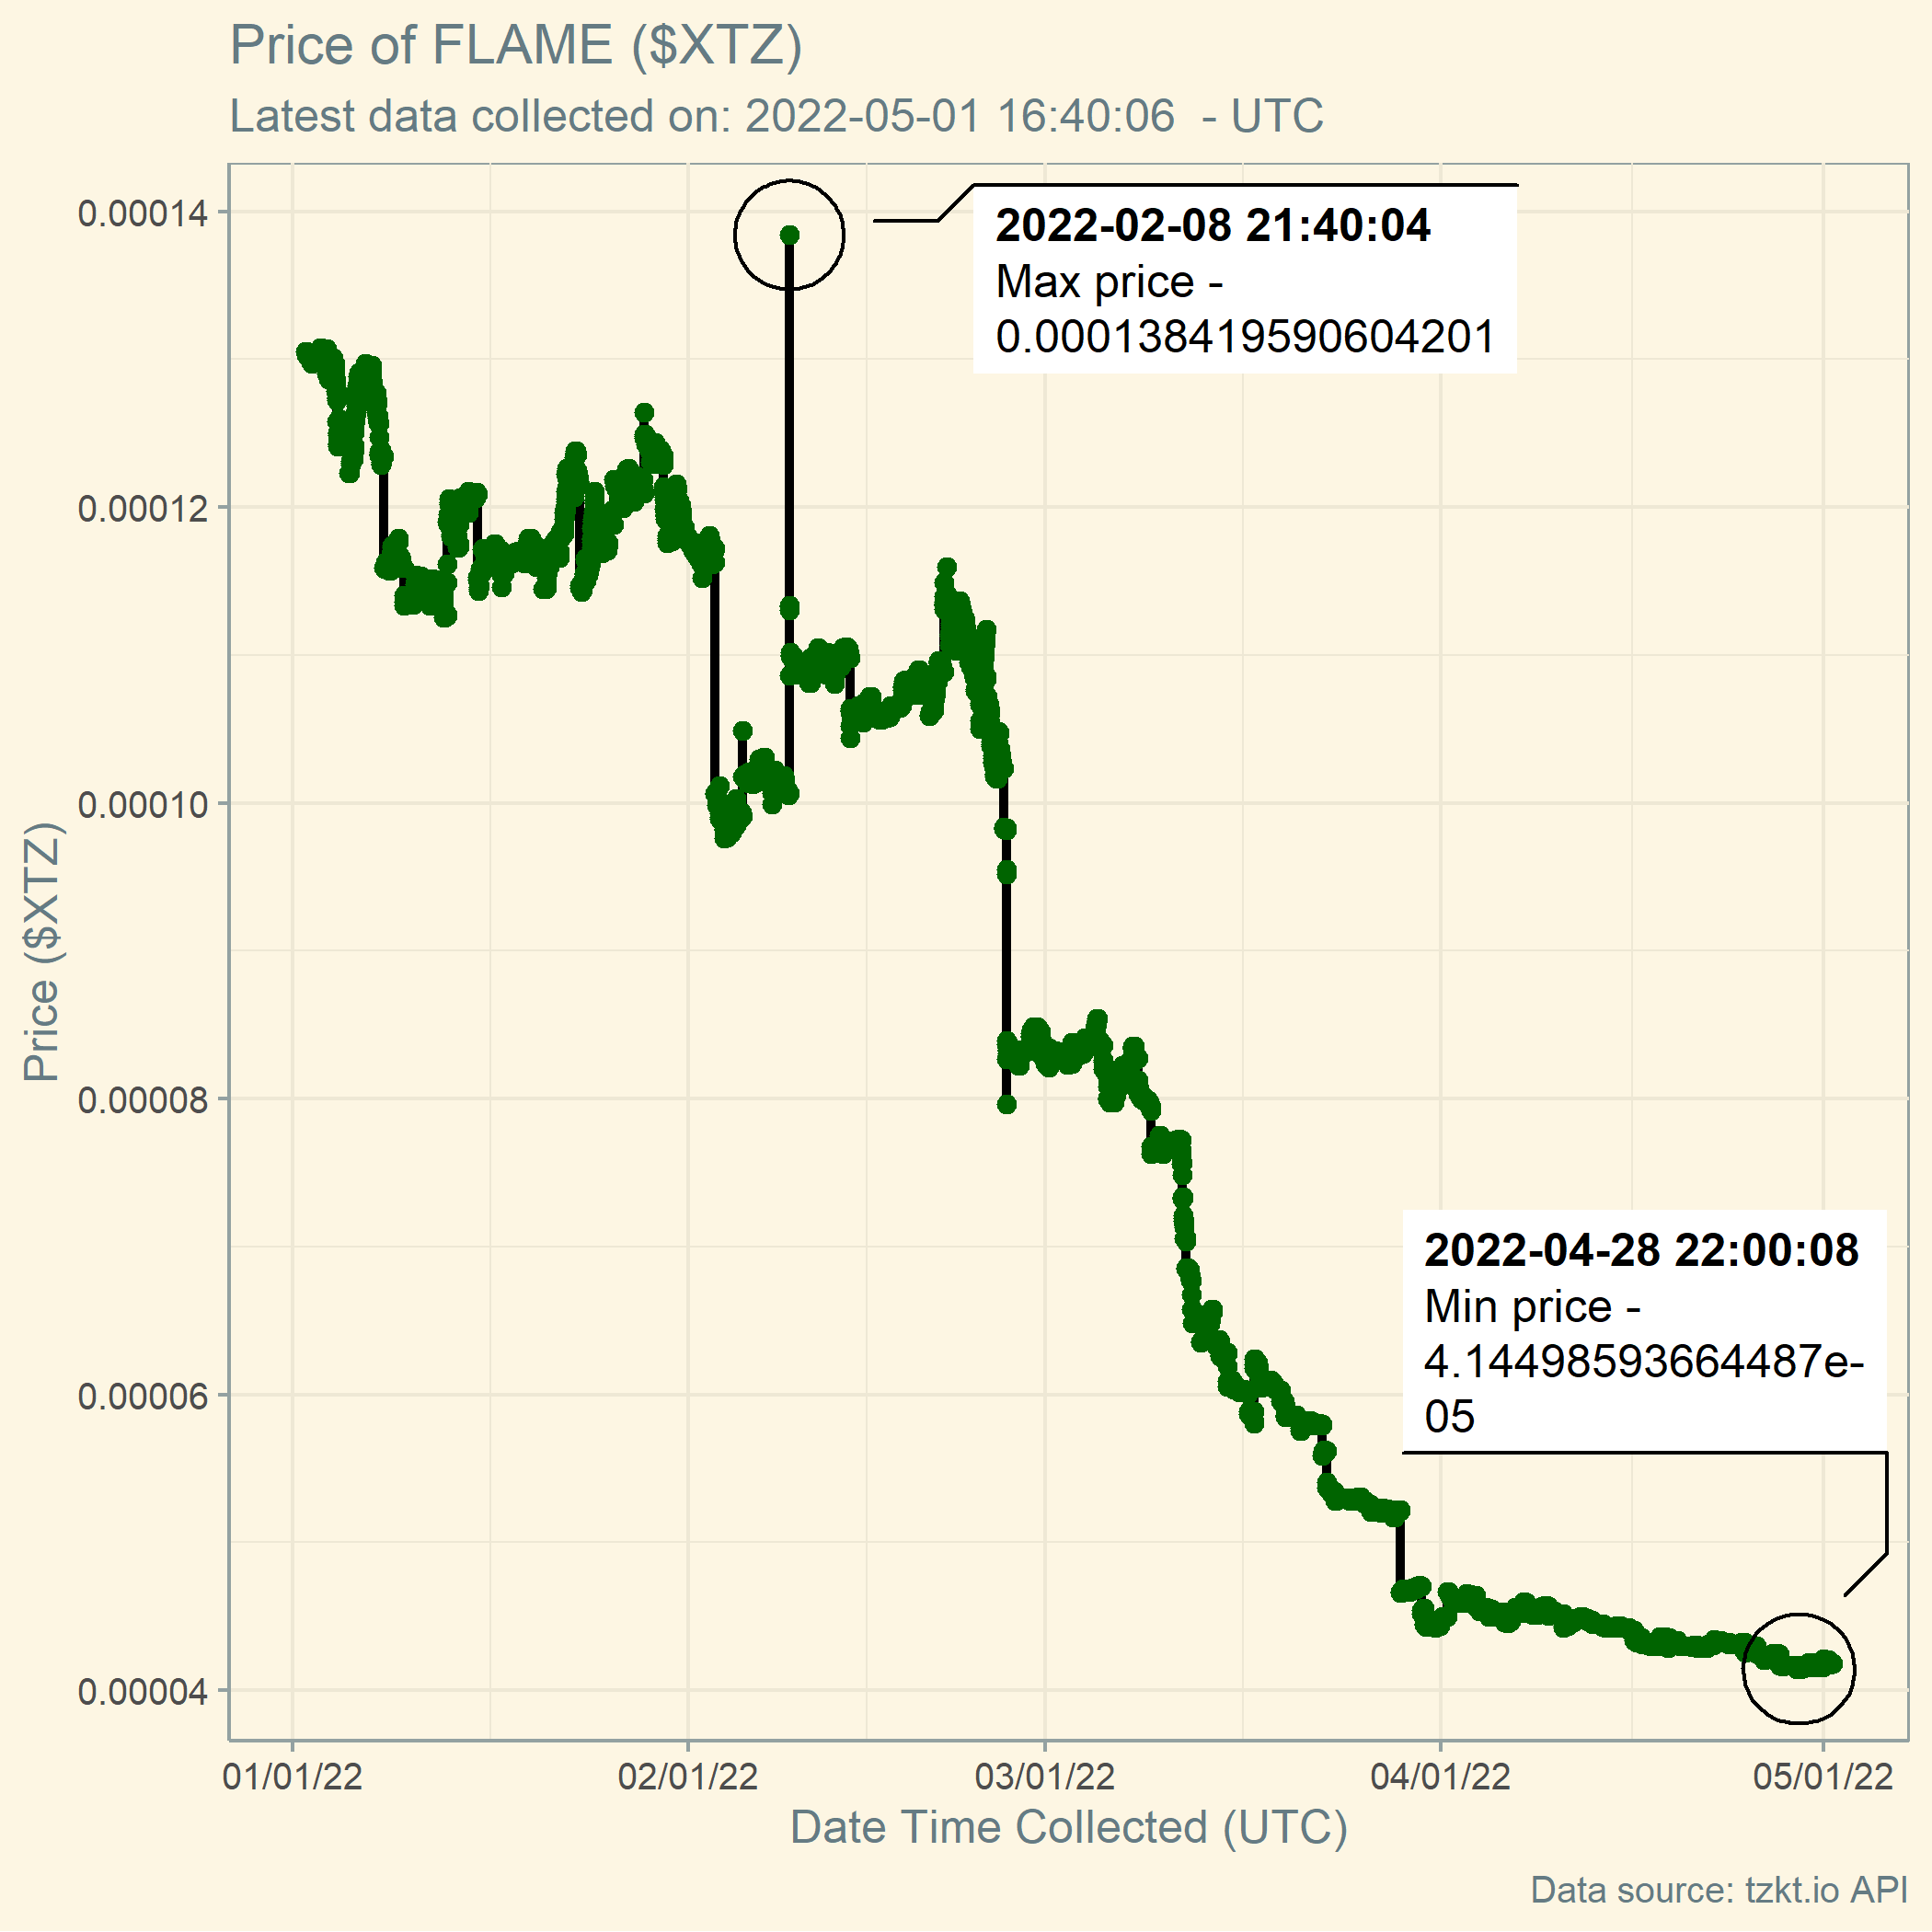 Price of FLAME ($XTZ)
Latest data collected on: 2022-05-01 16:40:06  - UTC
2022-02-08 21:40:04
Max price -
0.000138419590604201
2022-04-28 22:00:08
Min price -
4.14498593664487e-
05
Price ($XTZ)
0.00014
0.00012
0.00010
0.00008
0.00006
0.00004
01/01/22
02/01/22
03/01/22
04/01/22
05/01/22
Date Time Collected (UTC)
Data source: tzkt.io API